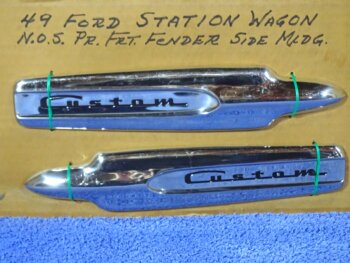 49 FORD STATION WAGON
N.O.S. PR. FRT. FENDER SIDE MLDG.
Custom
Custom